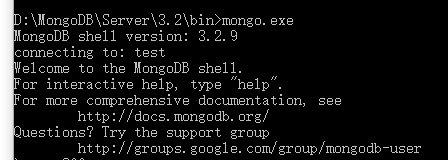 D:\MongoDB\Server\3.2\bin>mongo.exe
MongoDB shell version: 3.2.9
connecting to: test
Welcome to the MongoDB shell.
For interactive help, type "help".
For more comprehensive documentation, see
http://docs.mongodb.org/
Questions? Try the support group
http://groups.google.com/group/mongodb-user